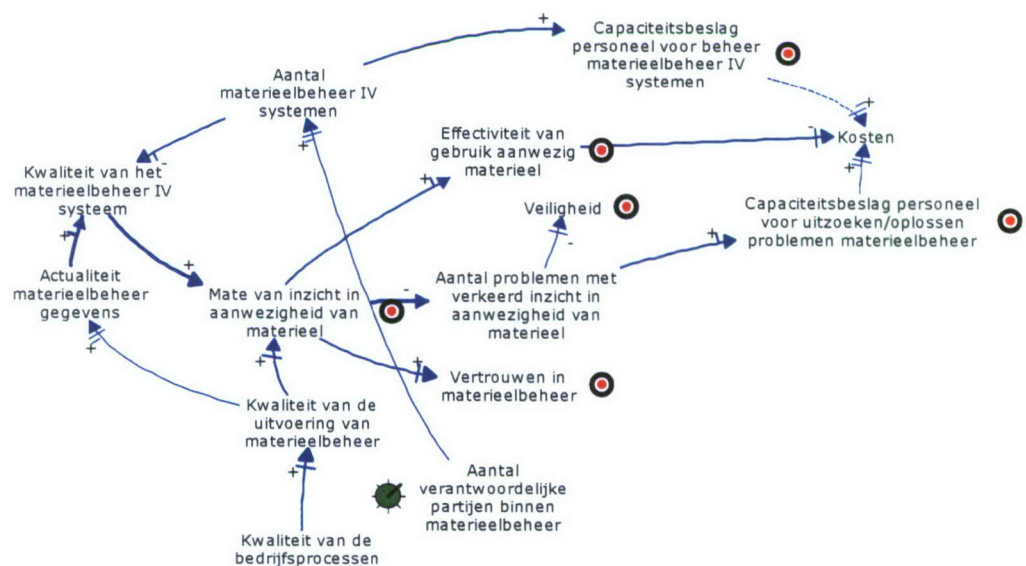 Capaciteitsbeslag
personeel voor beheer
materieelbeheer IV
systemen
Aantal
materieelbeheer IV
systemen
Effectiviteit van
gebruik aanwezig
materieel
Kosten
Kwaliteit van het
materieelbeheer IV
systeem
Veiligheid
Capaciteitsbeslag personeel
voor uitzoeken/oplossen
problemen materieelbeheer
Actualiteit
materieelbeheer
gegevens
Mate van inzicht in
aanwezigheid van
materieel
Aantal problemen met
verkeerd inzicht in
aanwezigheid van
materieel
Vertrouwen in
materieelbeheer
Kwaliteit van de
uitvoering van
materieelbeheer
Aantal
verantwoordelijke
partijen binnen
materieelbeheer
Kwaliteit van de
bedrijfsprocessen